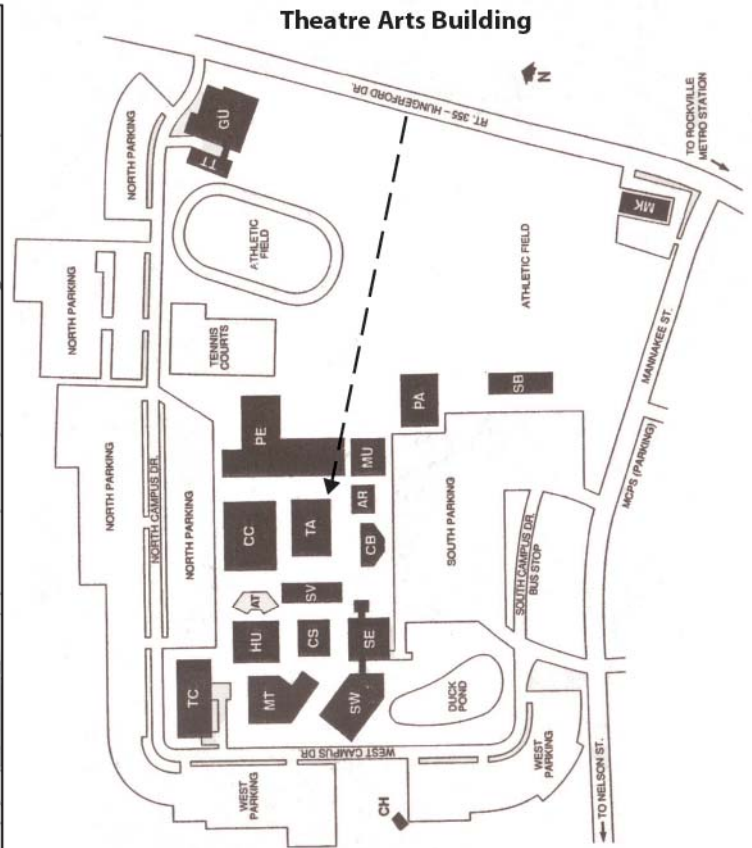 Theatre Arts Building
N
RT. 355 – HUNGERFORD DR.
TO ROCKVILLE
METRO STATION
GU
TT
NORTH PARKING
MK
ATHLETIC
FIELD
ATHLETIC FIELD
NORTH PARKING
TENNIS
COURTS
MANNAKEE ST.
SB
PA
PE
MU
MCPS (PARKING)
NORTH PARKING
NORTH CAMPUS DR.
NORTH PARKING
CC
TA
AR
CB
SOUTH PARKING
SOUTH CAMPUS DR.
BUS STOP
AT
SV
HU
CS
SE
TC
MT
SW
DUCK
POND
WEST CAMPUS DR.
WEST
PARKING
CH
WEST
PARKING
TO NELSON ST.